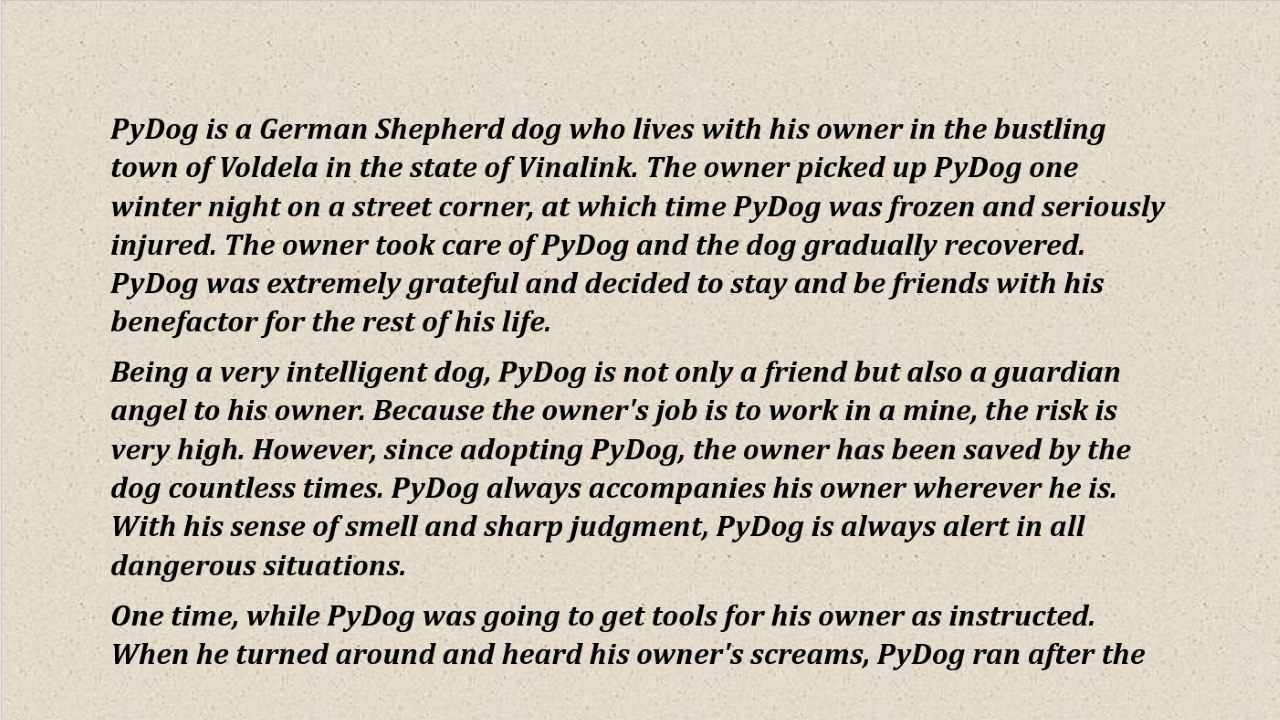 PyDog is a German Shepherd dog who lives with his owner in the bustling
town of Voldela in the state of Vinalink. The owner picked up PyDog one
winter night on a street corner, at which time PyDog was frozen and seriously
injured. The owner took care of PyDog and the dog gradually recovered.
PyDog was extremely grateful and decided to stay and be friends with his
benefactor for the rest of his life.
Being a very intelligent dog, PyDog is not only a friend but also a guardian
angel to his owner. Because the owner's job is to work in a mine, the risk is
very high. However, since adopting PyDog, the owner has been saved by the
dog countless times. PyDog always accompanies his owner wherever he is.
With his sense of smell and sharp judgment, PyDog is always alert in all
dangerous situations.
One time, while PyDog was going to get tools for his owner as instructed.
When he turned around and heard his owner's screams, PyDog ran after the